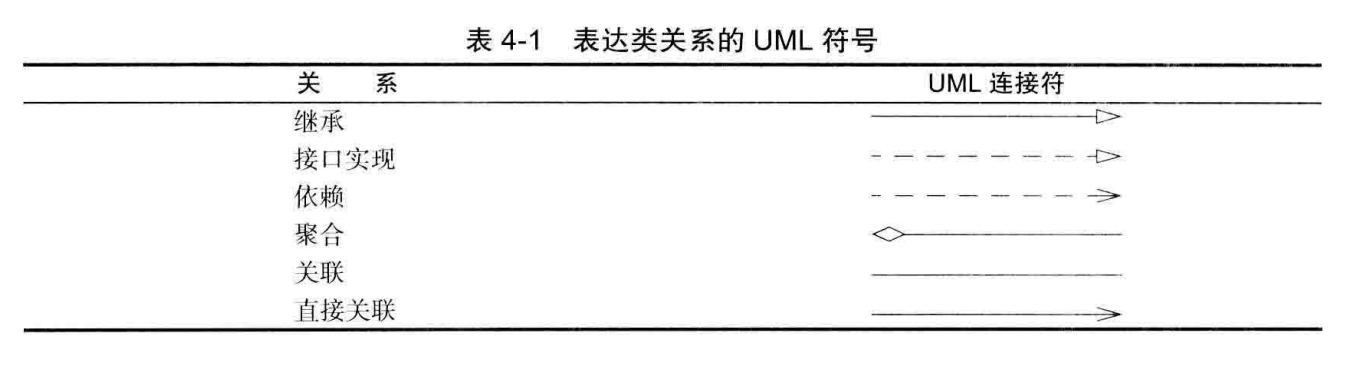 表 4-1 表达类关系的 UML 符号
关 系 UML 连接符
继承
接口实现
依赖
聚合
关联
直接关联